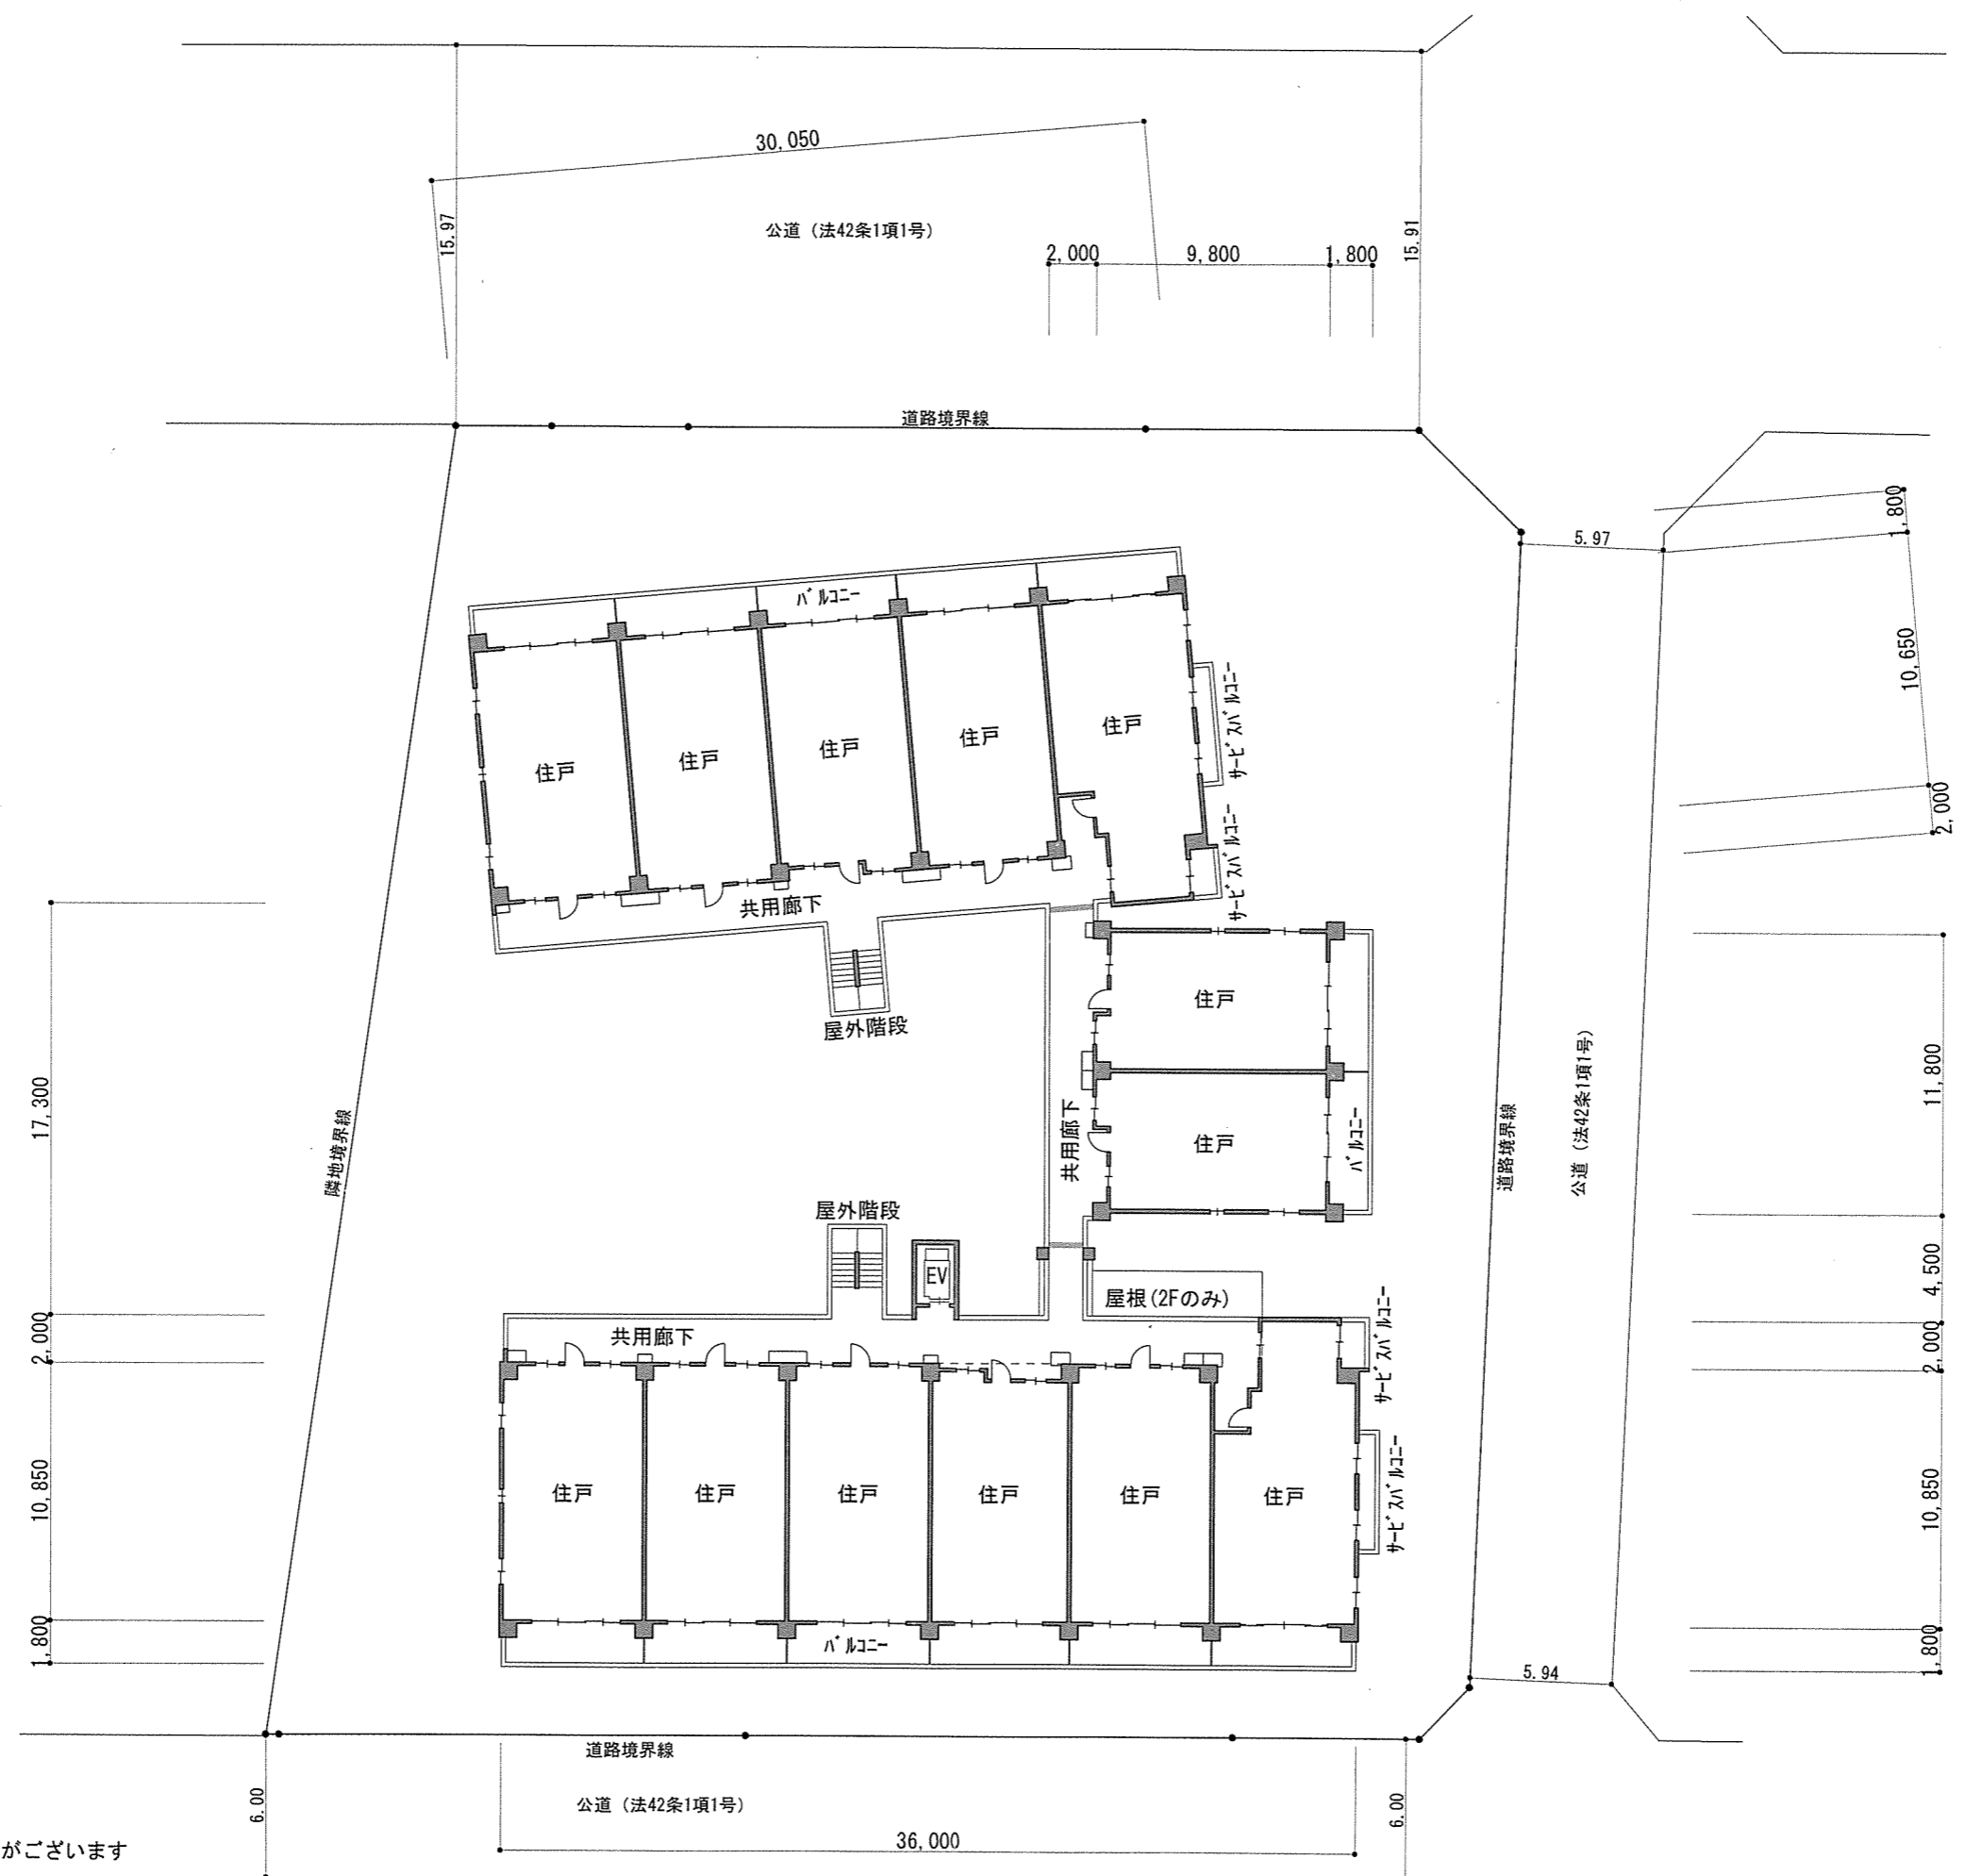 30,050
15.97
公道（法42条1項1号）
15.91
2,000
9,800
1,800
道路境界線
1,800
5.97
10,650
2,000
バルコニー
サービスバルコニー
住戸
住戸
住戸
住戸
住戸
サービスバルコニー
共用廊下
屋外階段
住戸
住戸
共用廊下
バルコニー
17,300
隣地境界線
道路境界線
公道（法42条1項1号）
11,800
屋外階段
EV
屋根(2Fのみ)
4,500
サービスバルコニー
共用廊下
2,000
2,000
住戸
住戸
住戸
住戸
住戸
住戸
サービスバルコニー
10,850
10,850
バルコニー
1,800
1,800
5.94
道路境界線
6.00
公道（法42条1項1号）
6.00
36,000
がございます